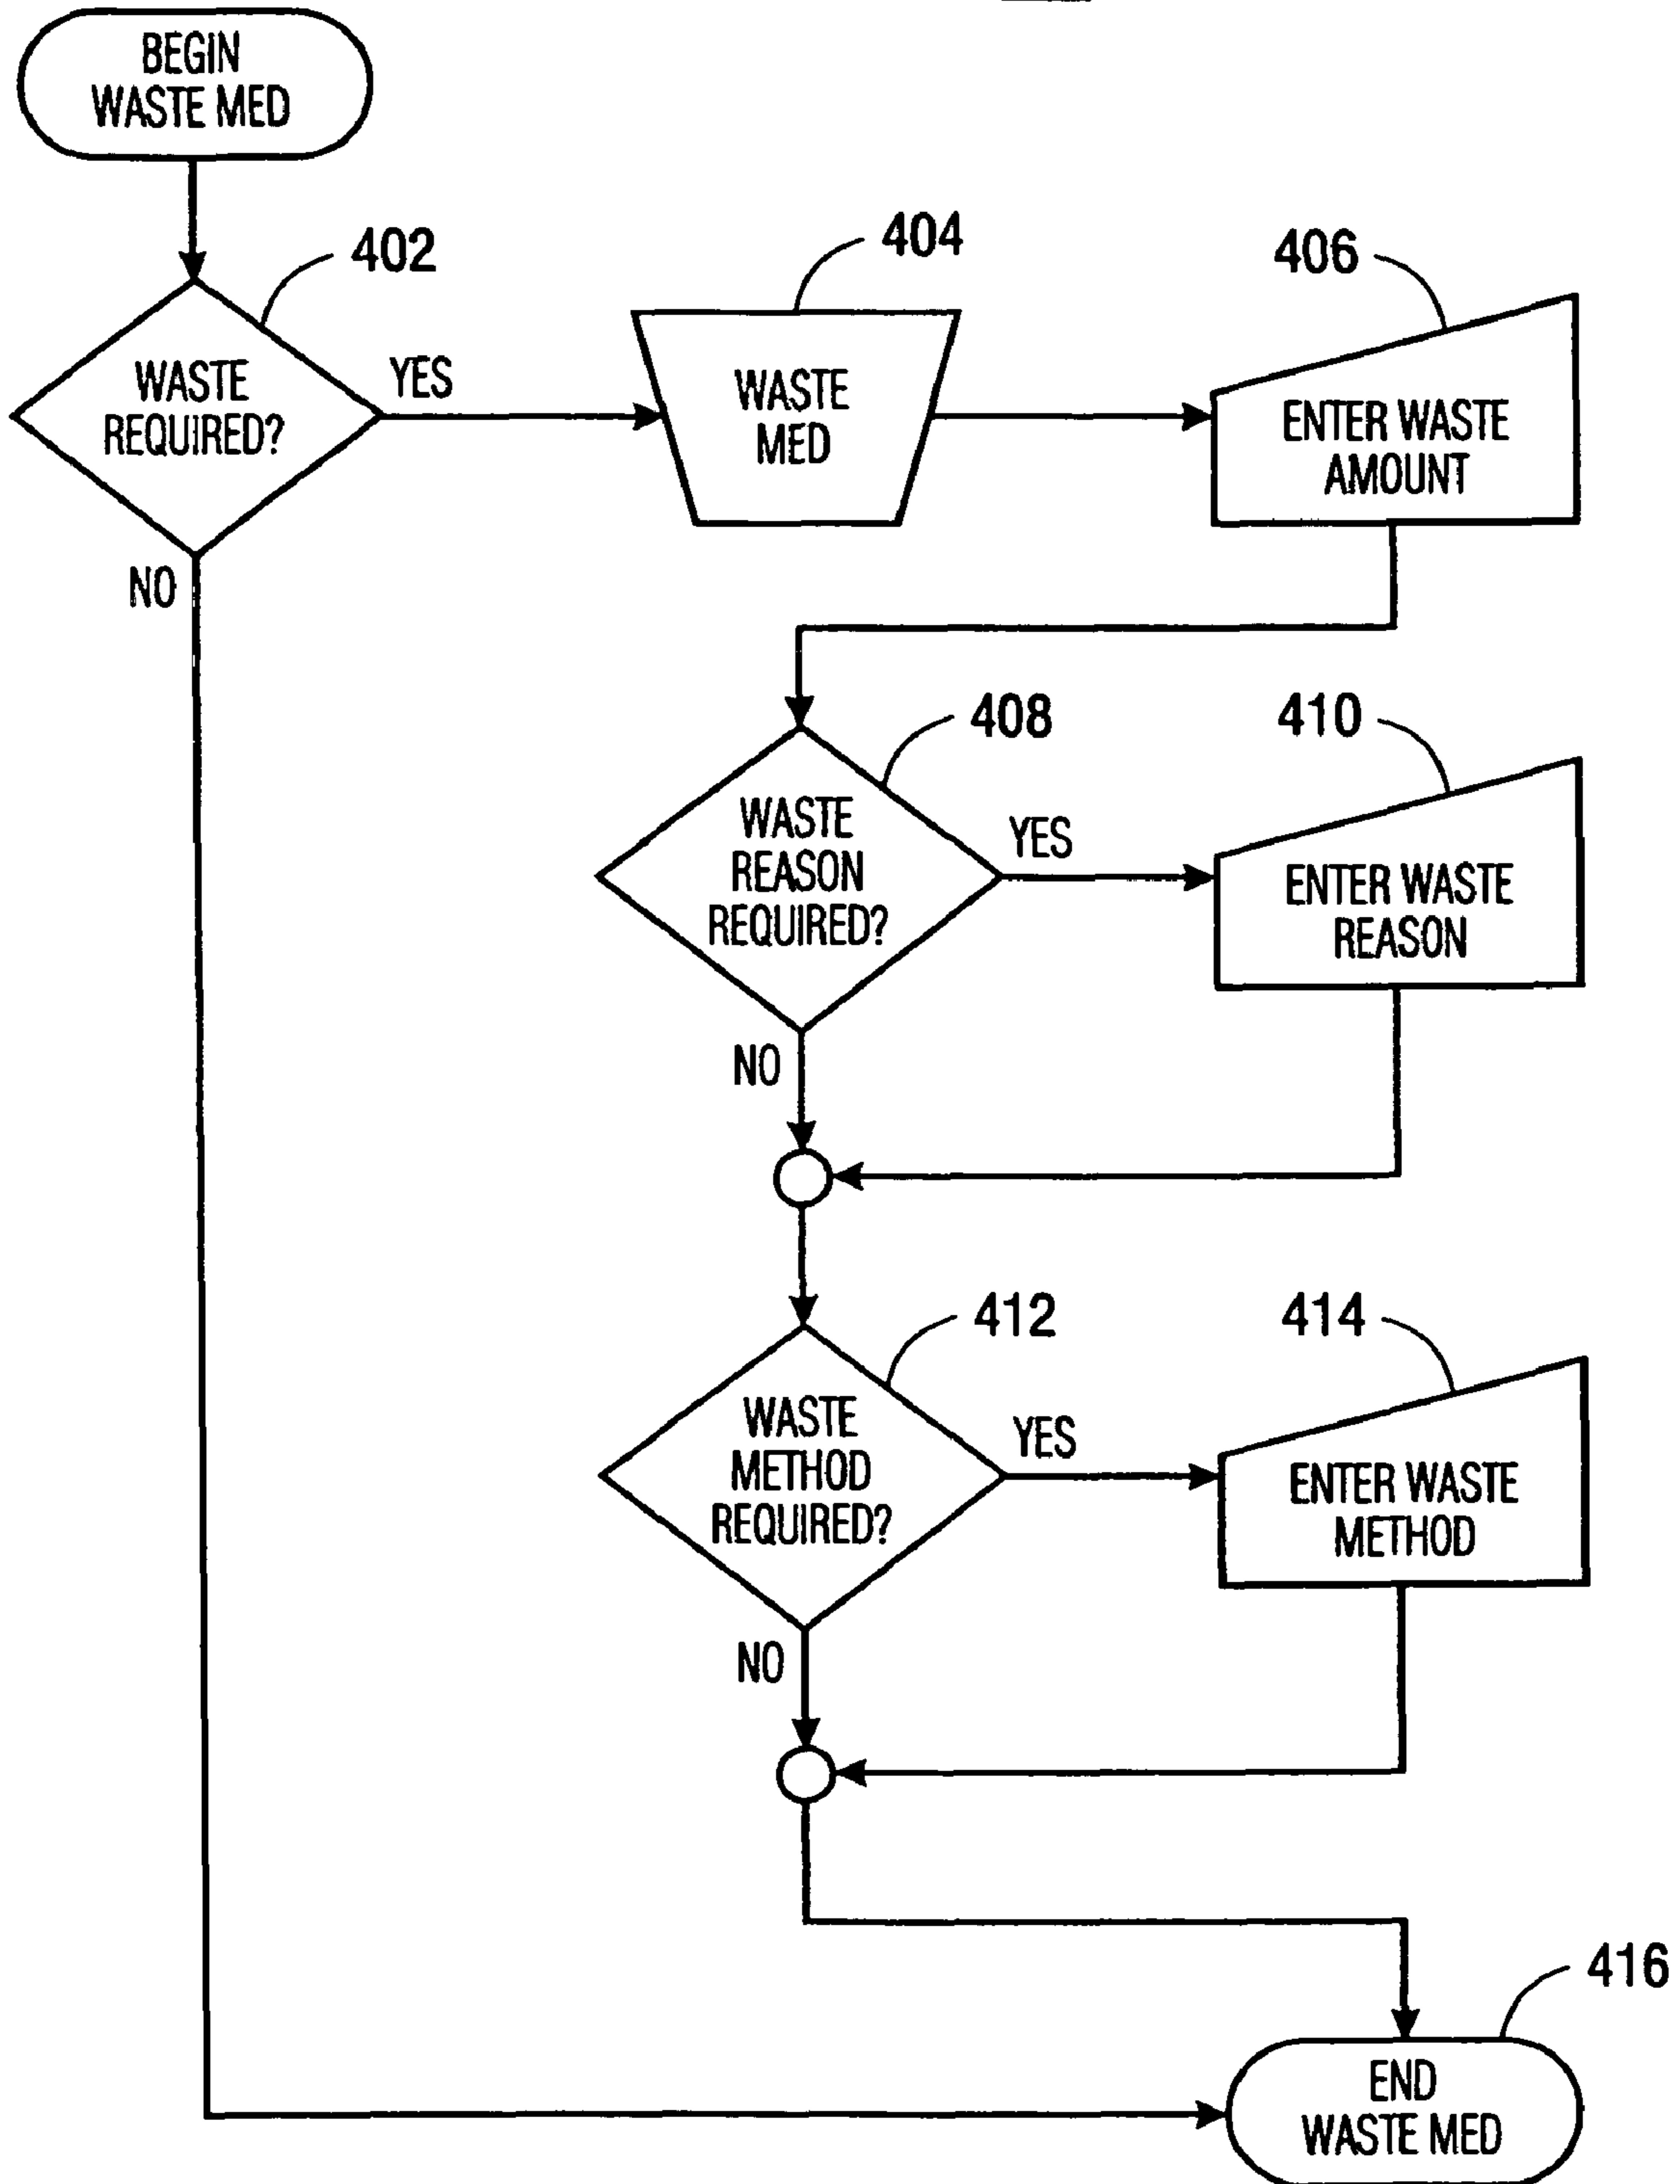 BEGIN
WASTE MED
402
404
406
WASTE
REQUIRED?
YES
WASTE
MED
ENTER WASTE
AMOUNT
NO
408
410
WASTE
REASON
REQUIRED?
YES
ENTER WASTE
REASON
NO
412
414
WASTE
METHOD
REQUIRED?
YES
ENTER WASTE
METHOD
NO
416
END
WASTE MED